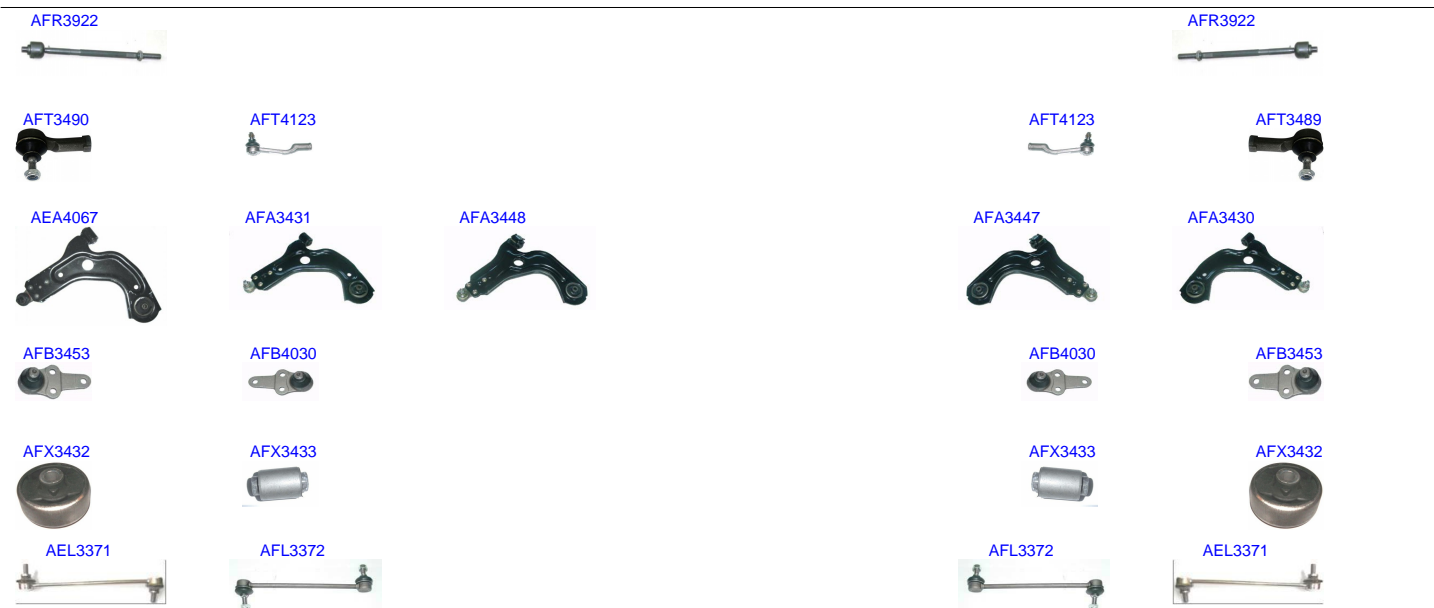 AFR3922 AFR3922
AFT3490 AFT4123 AFT4123 AFT3489
AEA4067 AFA3431 AFA3448 AFA3447 AFA3430
AFB3453 AFB4030 AFB4030 AFB3453
AFX3432 AFX3433 AFX3433 AFX3432
AEL3371 AFL3372 AFL3372 AEL3371